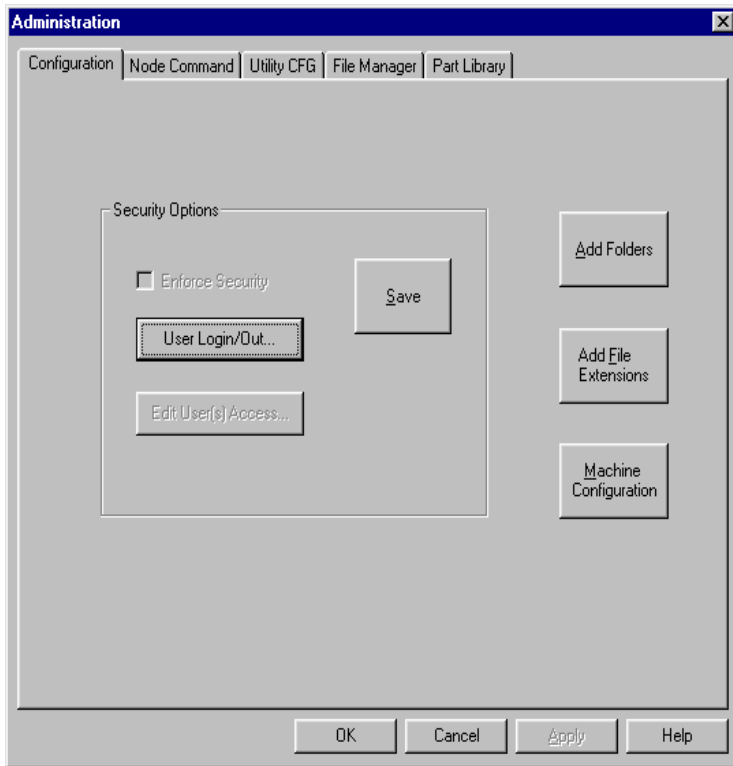 Administration
Configuration Node Command Utility CFG File Manager Part Library
Security Options
Enforce Security
Save
User Login/Out...
Edit User(s) Access...
Add Folders
Add File
Extensions
Machine
Configuration
OK Cancel Apply Help